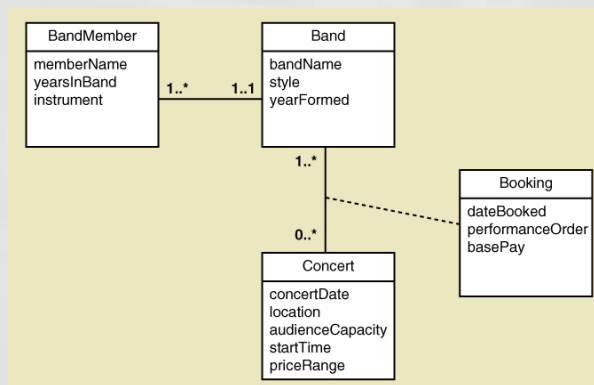 BandMember
memberName
yearsInBand
instrument
1..*
1..1
Band
bandName
style
yearFormed
1..*
0..*
Booking
dateBooked
performanceOrder
basePay
Concert
concertDate
location
audienceCapacity
startTime
priceRange